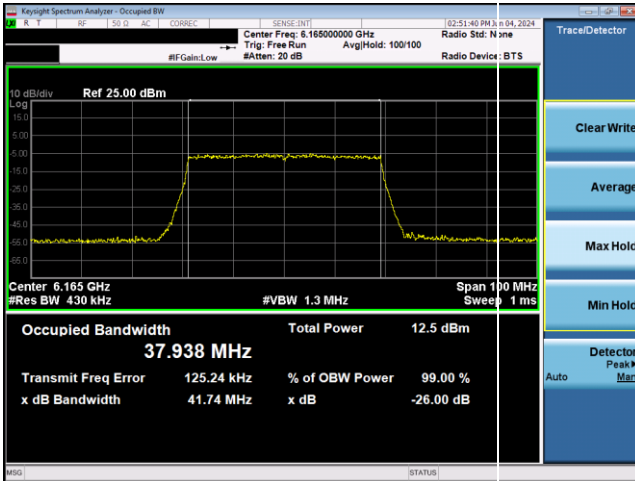 Keysight Spectrum Analyzer - Occupied BW
R T RF 50 Ω AC CORREC SENSE:INT 02:51:40 PM Jun 04, 2024
Center Freq: 6.165000000 GHz Radio Std: None
Trig: Free Run Avg|Hold: 100/100
#IFGain:Low #Atten: 20 dB Radio Device: BTS
Trace/Detector
10 dB/div Ref 25.00 dBm
Log
15.0
5.00
-5.00
-15.0
-25.0
-35.0
-45.0
-55.0
-65.0
Center 6.165 GHz Span 100 MHz
#Res BW 430 kHz #VBW 1.3 MHz Sweep 1 ms
Occupied Bandwidth Total Power 12.5 dBm
37.938 MHz
Transmit Freq Error 125.24 kHz % of OBW Power 99.00 %
x dB Bandwidth 41.74 MHz x dB -26.00 dB
Clear Write
Average
Max Hold
Min Hold
Detector
Peak
Auto Man
MSG STATUS